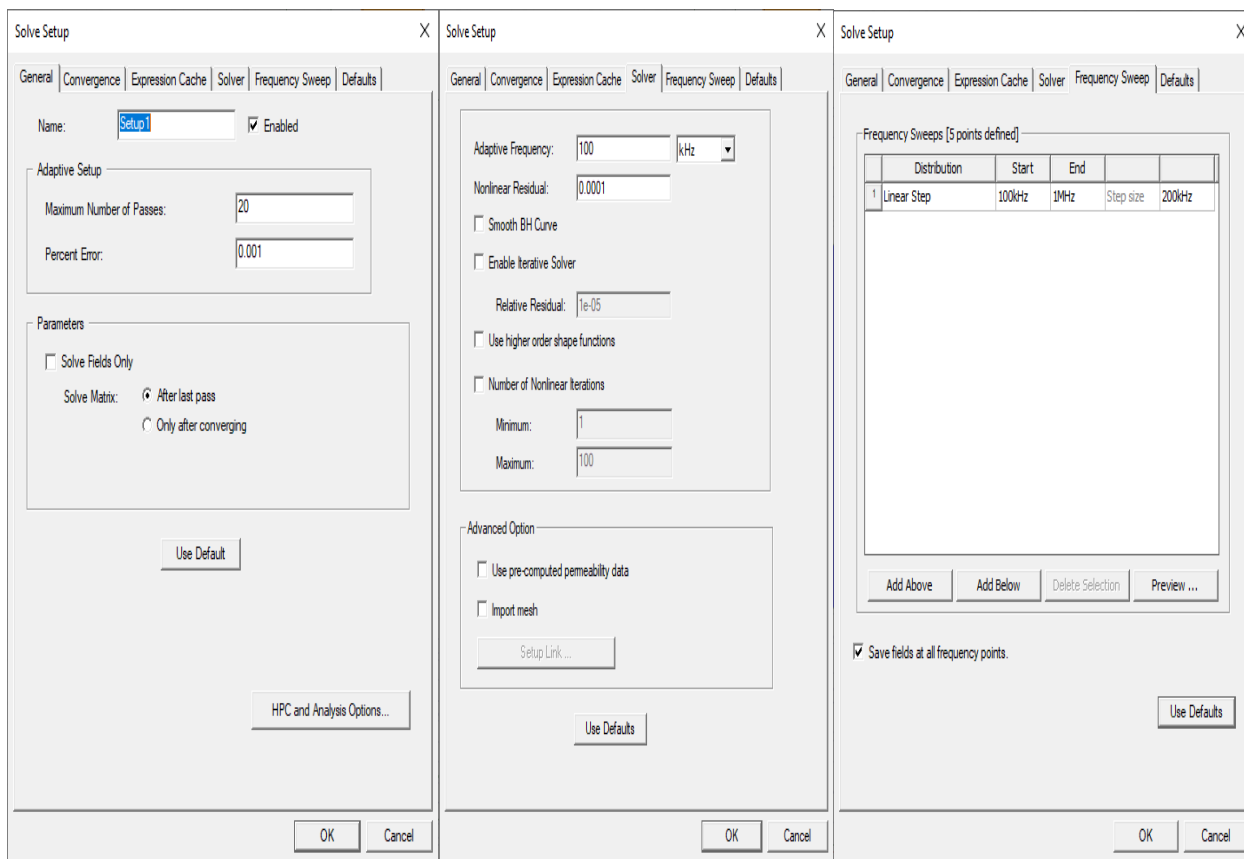 Solve Setup X
General Convergence Expression Cache Solver Frequency Sweep Defaults
Name: Setup1 Enabled
Adaptive Setup
Maximum Number of Passes: 20
Percent Error: 0.001
Parameters
Solve Fields Only
Solve Matrix: After last pass
Only after converging
Use Default
HPC and Analysis Options...
OK Cancel
Solve Setup X
General Convergence Expression Cache Solver Frequency Sweep Defaults
Adaptive Frequency: 100 kHz
Nonlinear Residual: 0.0001
Smooth BH Curve
Enable Iterative Solver
Relative Residual: 1e-05
Use higher order shape functions
Number of Nonlinear Iterations
Minimum: 1
Maximum: 100
Advanced Option
Use pre-computed permeability data
Import mesh
Setup Link ...
Use Defaults
OK Cancel
Solve Setup X
General Convergence Expression Cache Solver Frequency Sweep Defaults
Frequency Sweeps [5 points defined]
Distribution Start End
1 Linear Step 100kHz 1MHz Step size 200kHz
Add Above Add Below Delete Selection Preview ...
Save fields at all frequency points.
Use Defaults
OK Cancel